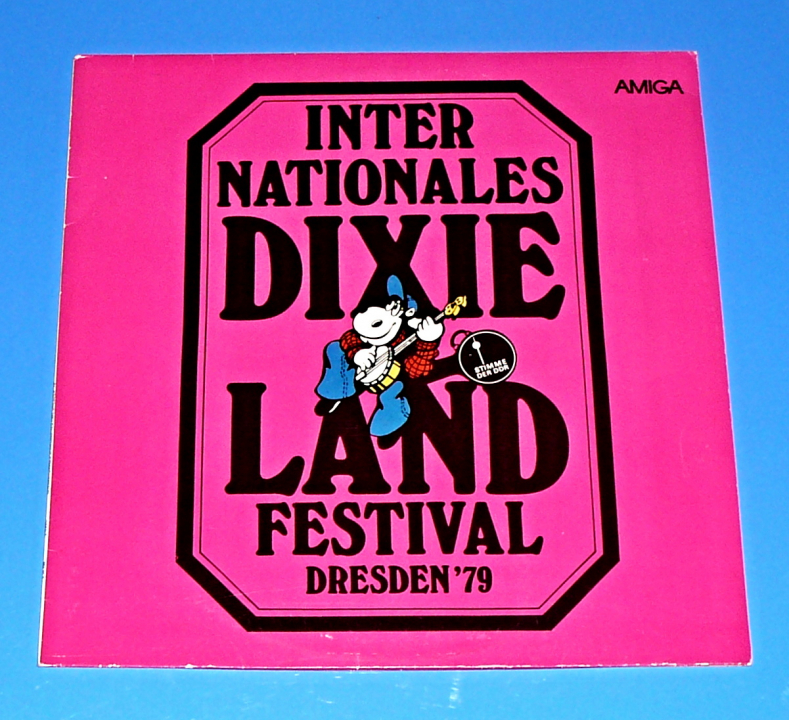 AMIGA
INTER
NATIONALES
DIXIE
STIMME
DER DDR
LAND
FESTIVAL
DRESDEN '79